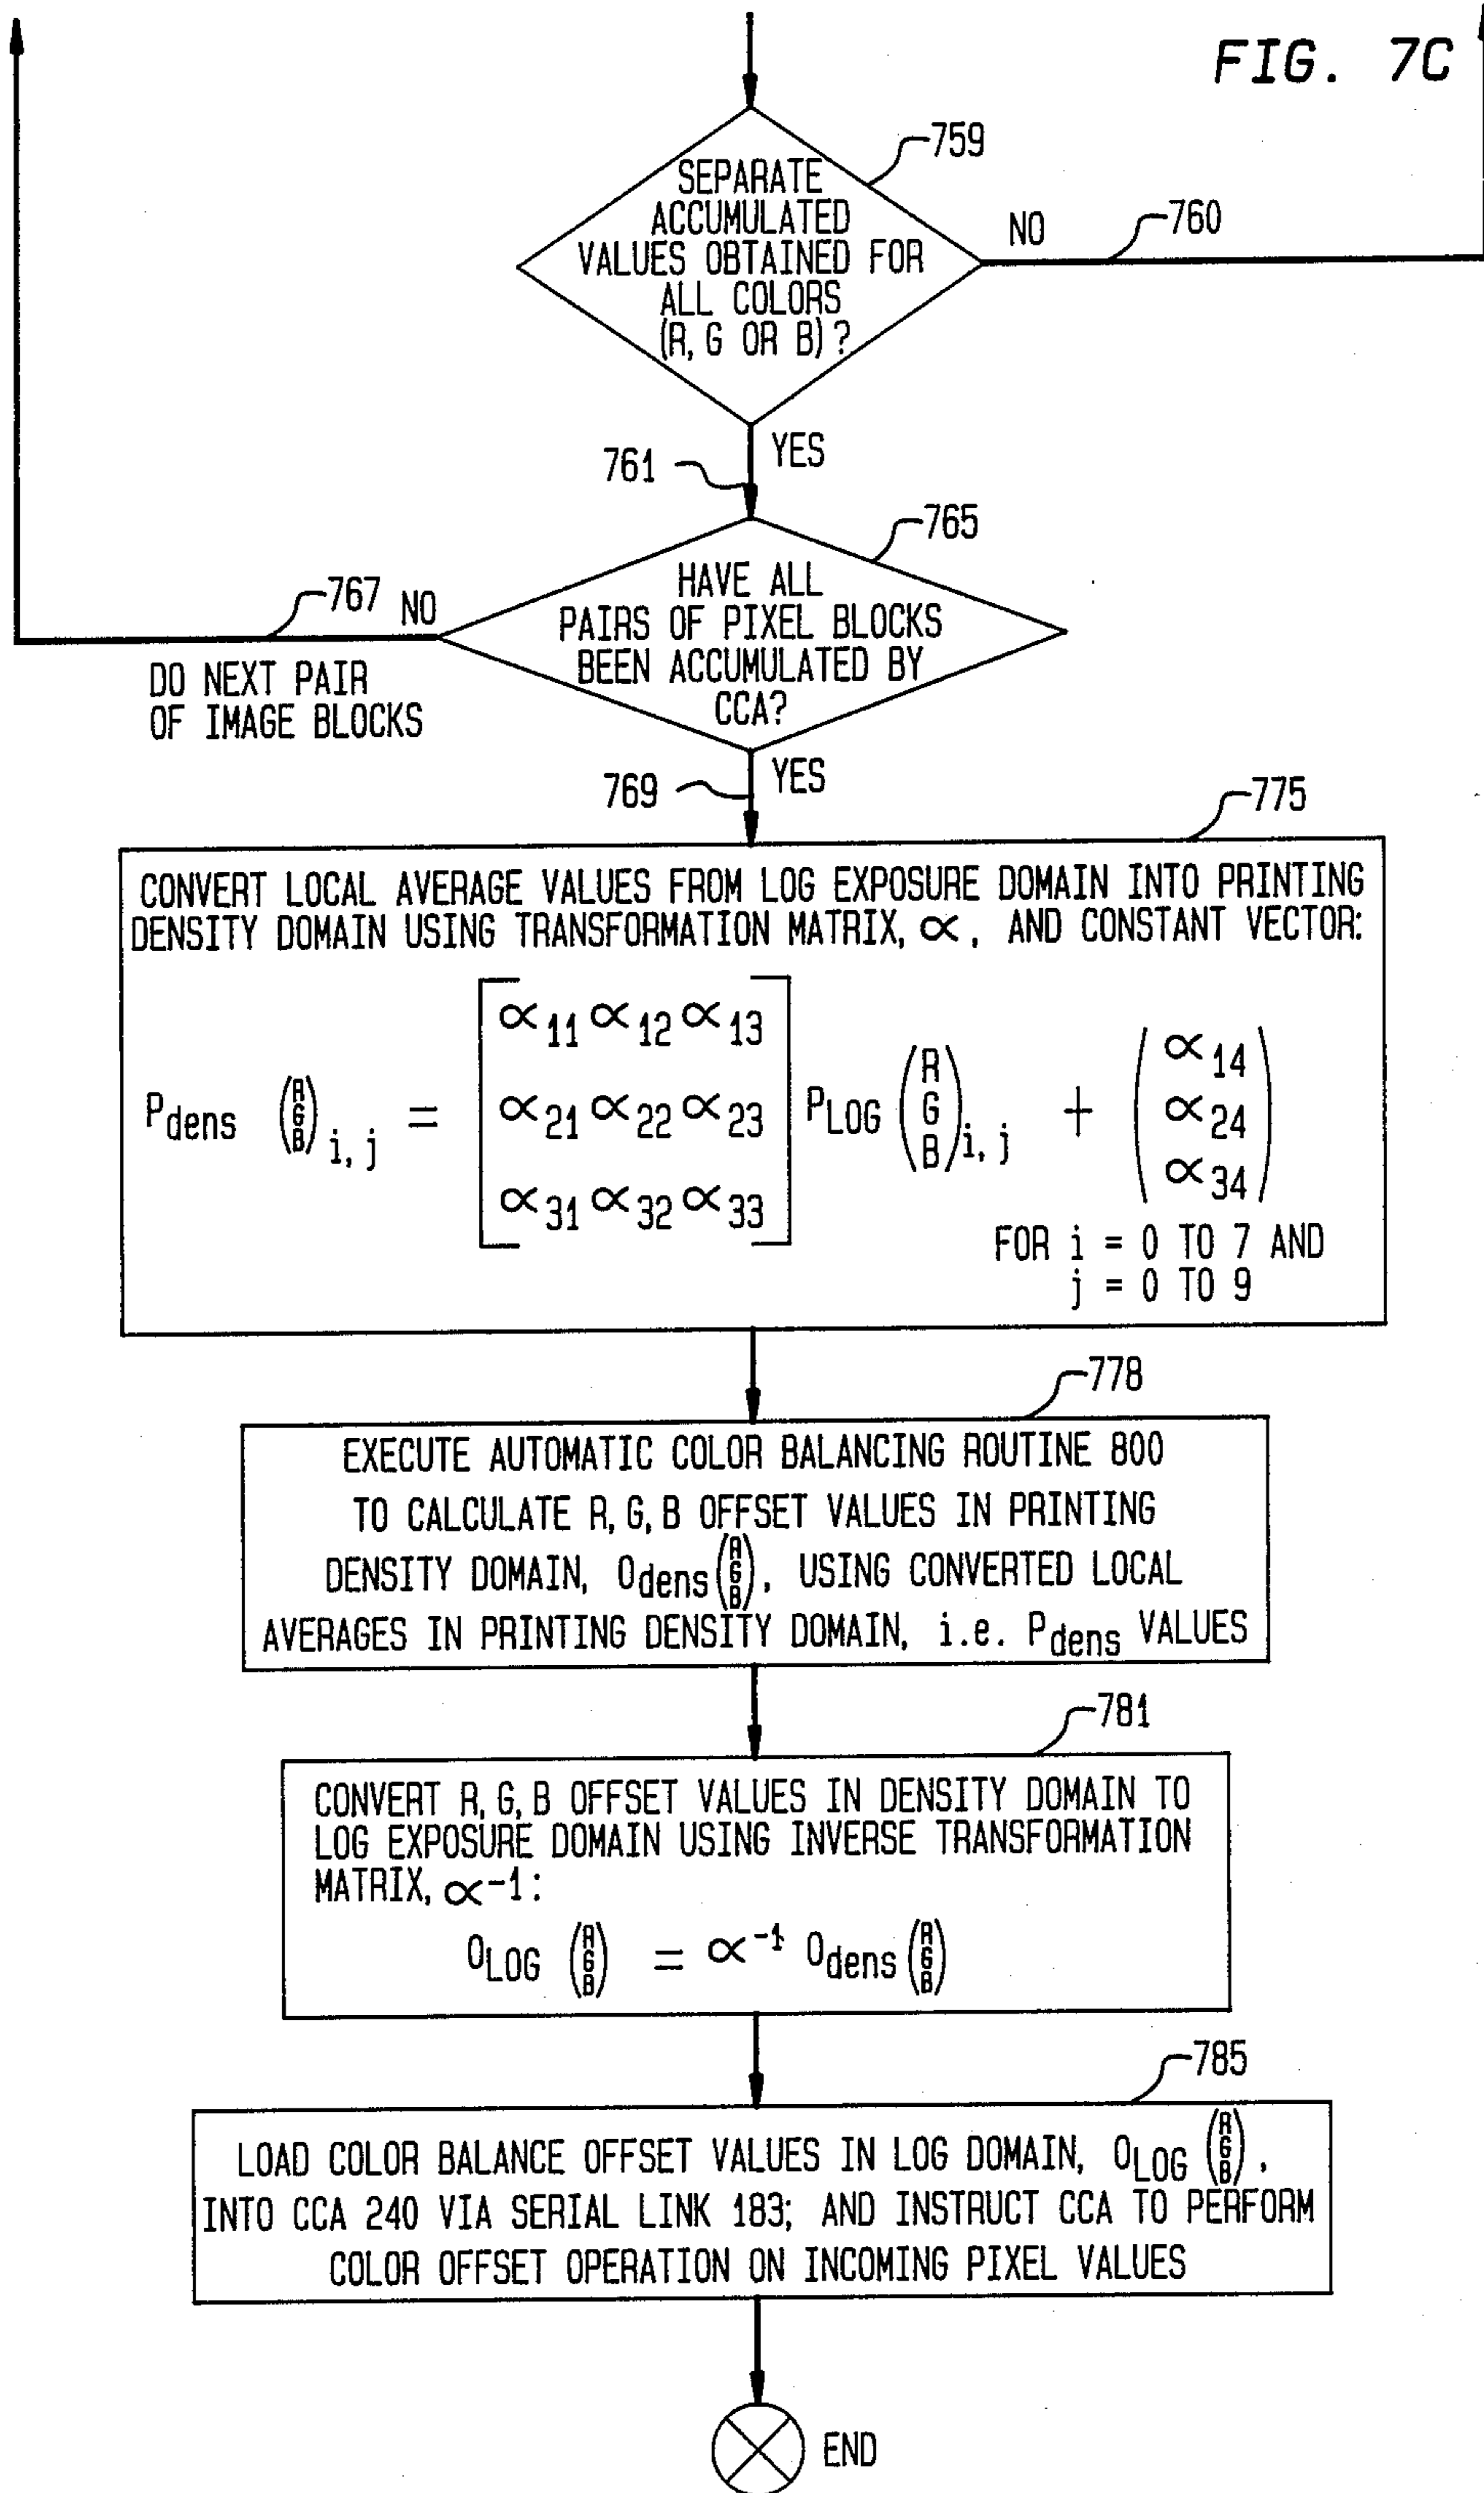 FIG. 7C
759
SEPARATE
ACCUMULATED
VALUES OBTAINED FOR
ALL COLORS
(R, G OR B)?
NO
760
761
YES
765
HAVE ALL
PAIRS OF PIXEL BLOCKS
BEEN ACCUMULATED BY
CCA?
767
NO
DO NEXT PAIR
OF IMAGE BLOCKS
769
YES
775
CONVERT LOCAL AVERAGE VALUES FROM LOG EXPOSURE DOMAIN INTO PRINTING
DENSITY DOMAIN USING TRANSFORMATION MATRIX, ∝, AND CONSTANT VECTOR:
Pdens (R G B) i, j = [∝11 ∝12 ∝13
∝21 ∝22 ∝23
∝31 ∝32 ∝33] PLOG (R G B) i, j + (∝14
∝24
∝34)
FOR i = 0 TO 7 AND
j = 0 TO 9
778
EXECUTE AUTOMATIC COLOR BALANCING ROUTINE 800
TO CALCULATE R, G, B OFFSET VALUES IN PRINTING
DENSITY DOMAIN, Odens (R G B), USING CONVERTED LOCAL
AVERAGES IN PRINTING DENSITY DOMAIN, i.e. Pdens VALUES
781
CONVERT R, G, B OFFSET VALUES IN DENSITY DOMAIN TO
LOG EXPOSURE DOMAIN USING INVERSE TRANSFORMATION
MATRIX, ∝-1:
OLOG (R G B) = ∝-1 Odens (R G B)
785
LOAD COLOR BALANCE OFFSET VALUES IN LOG DOMAIN, OLOG (R G B),
INTO CCA 240 VIA SERIAL LINK 183; AND INSTRUCT CCA TO PERFORM
COLOR OFFSET OPERATION ON INCOMING PIXEL VALUES
END